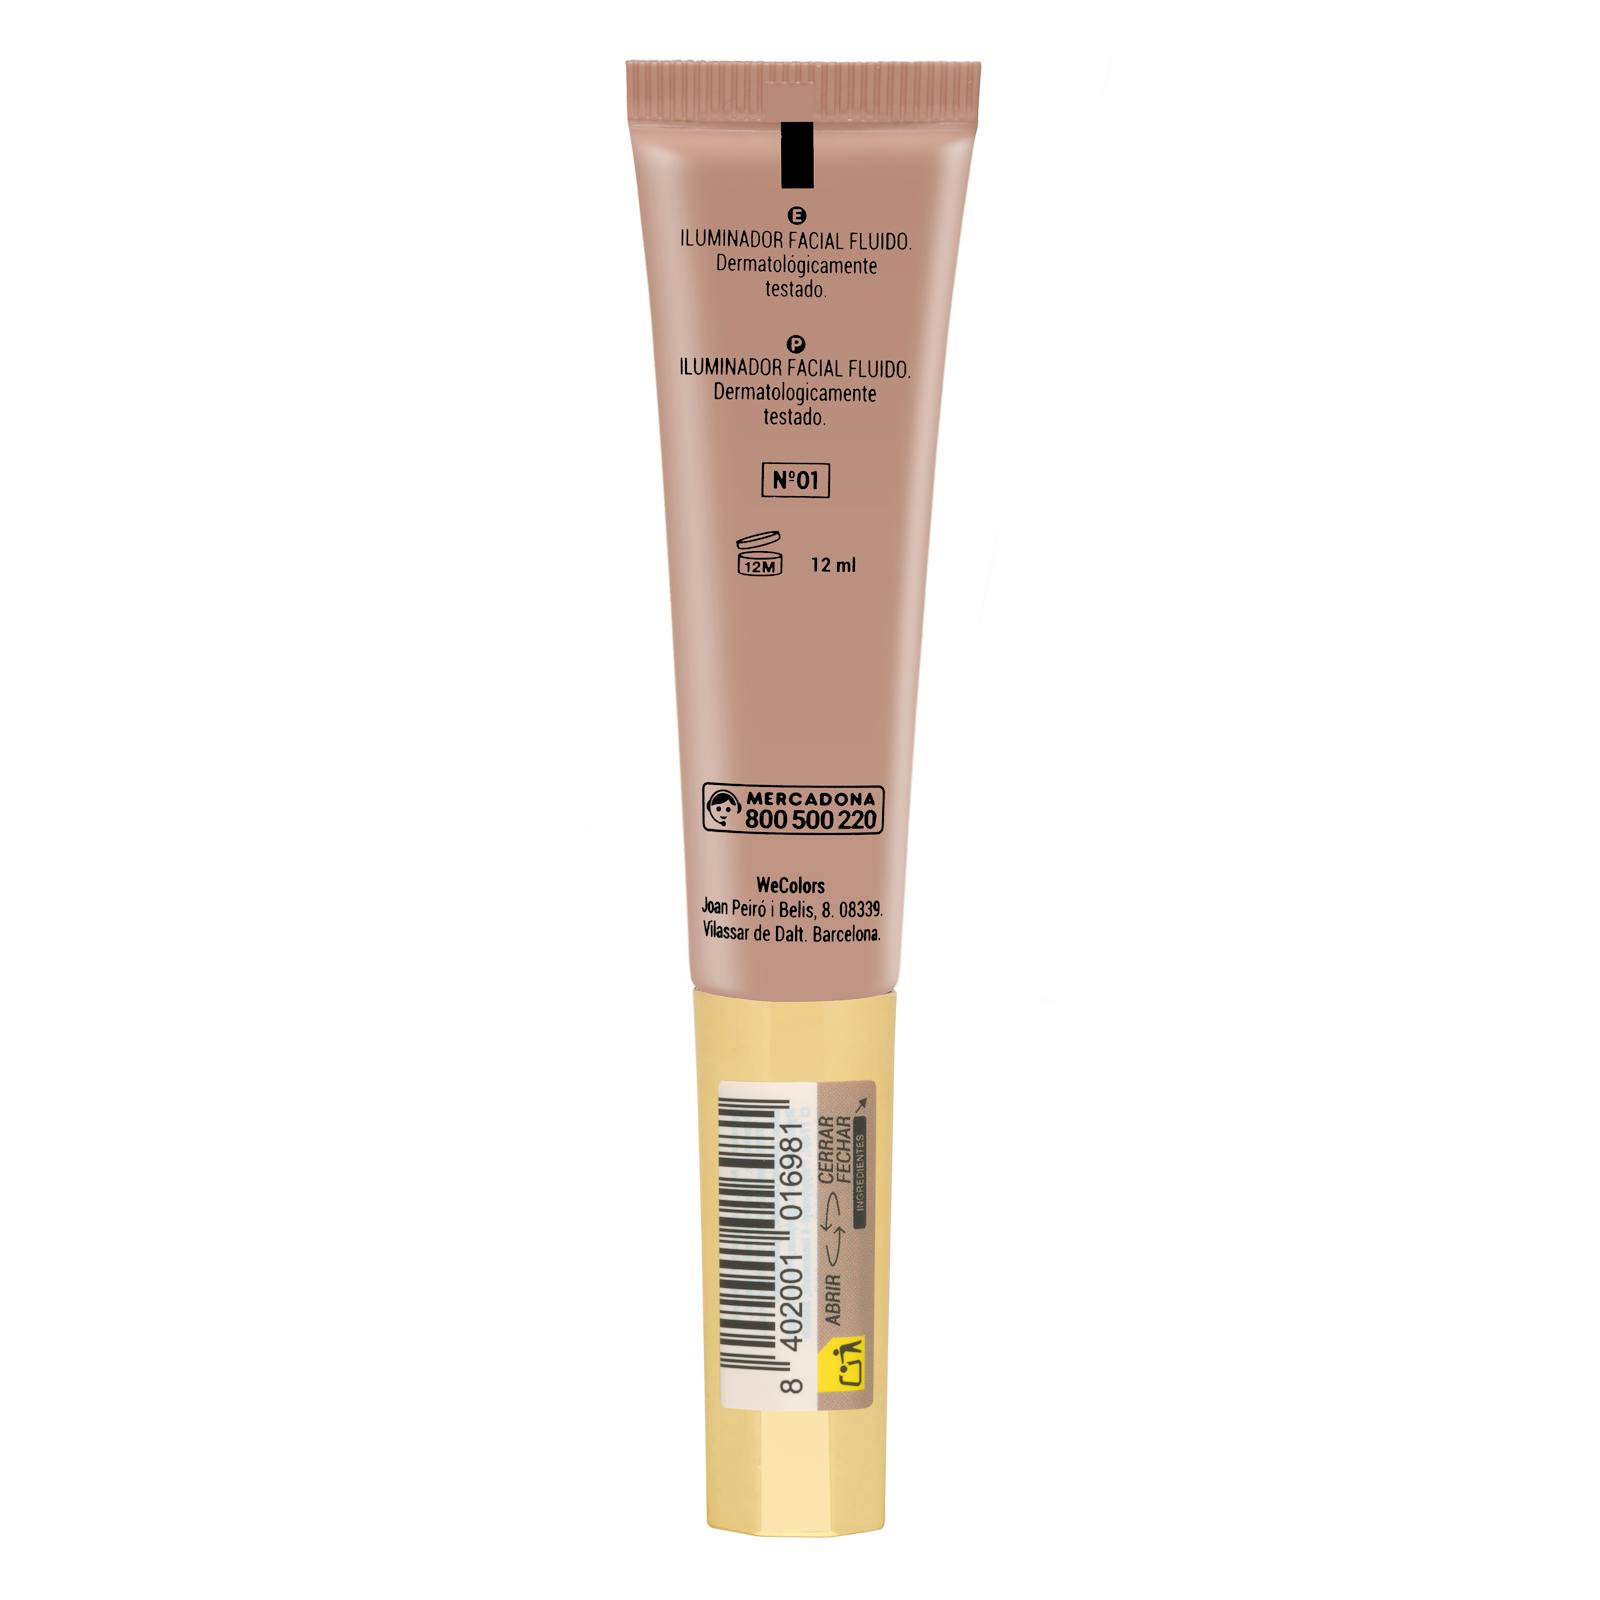 E
ILUMINADOR FACIAL FLUIDO.
Dermatológicamente
testado.
P
ILUMINADOR FACIAL FLUIDO.
Dermatologicamente
testado.
Nº01
12M 12 ml
MERCADONA
800 500 220
WeColors
Joan Peiró i Belis, 8. 08339.
Vilassar de Dalt. Barcelona.
8 402001 016981
ABRIR CERRAR
FECHAR
INGREDIENTES